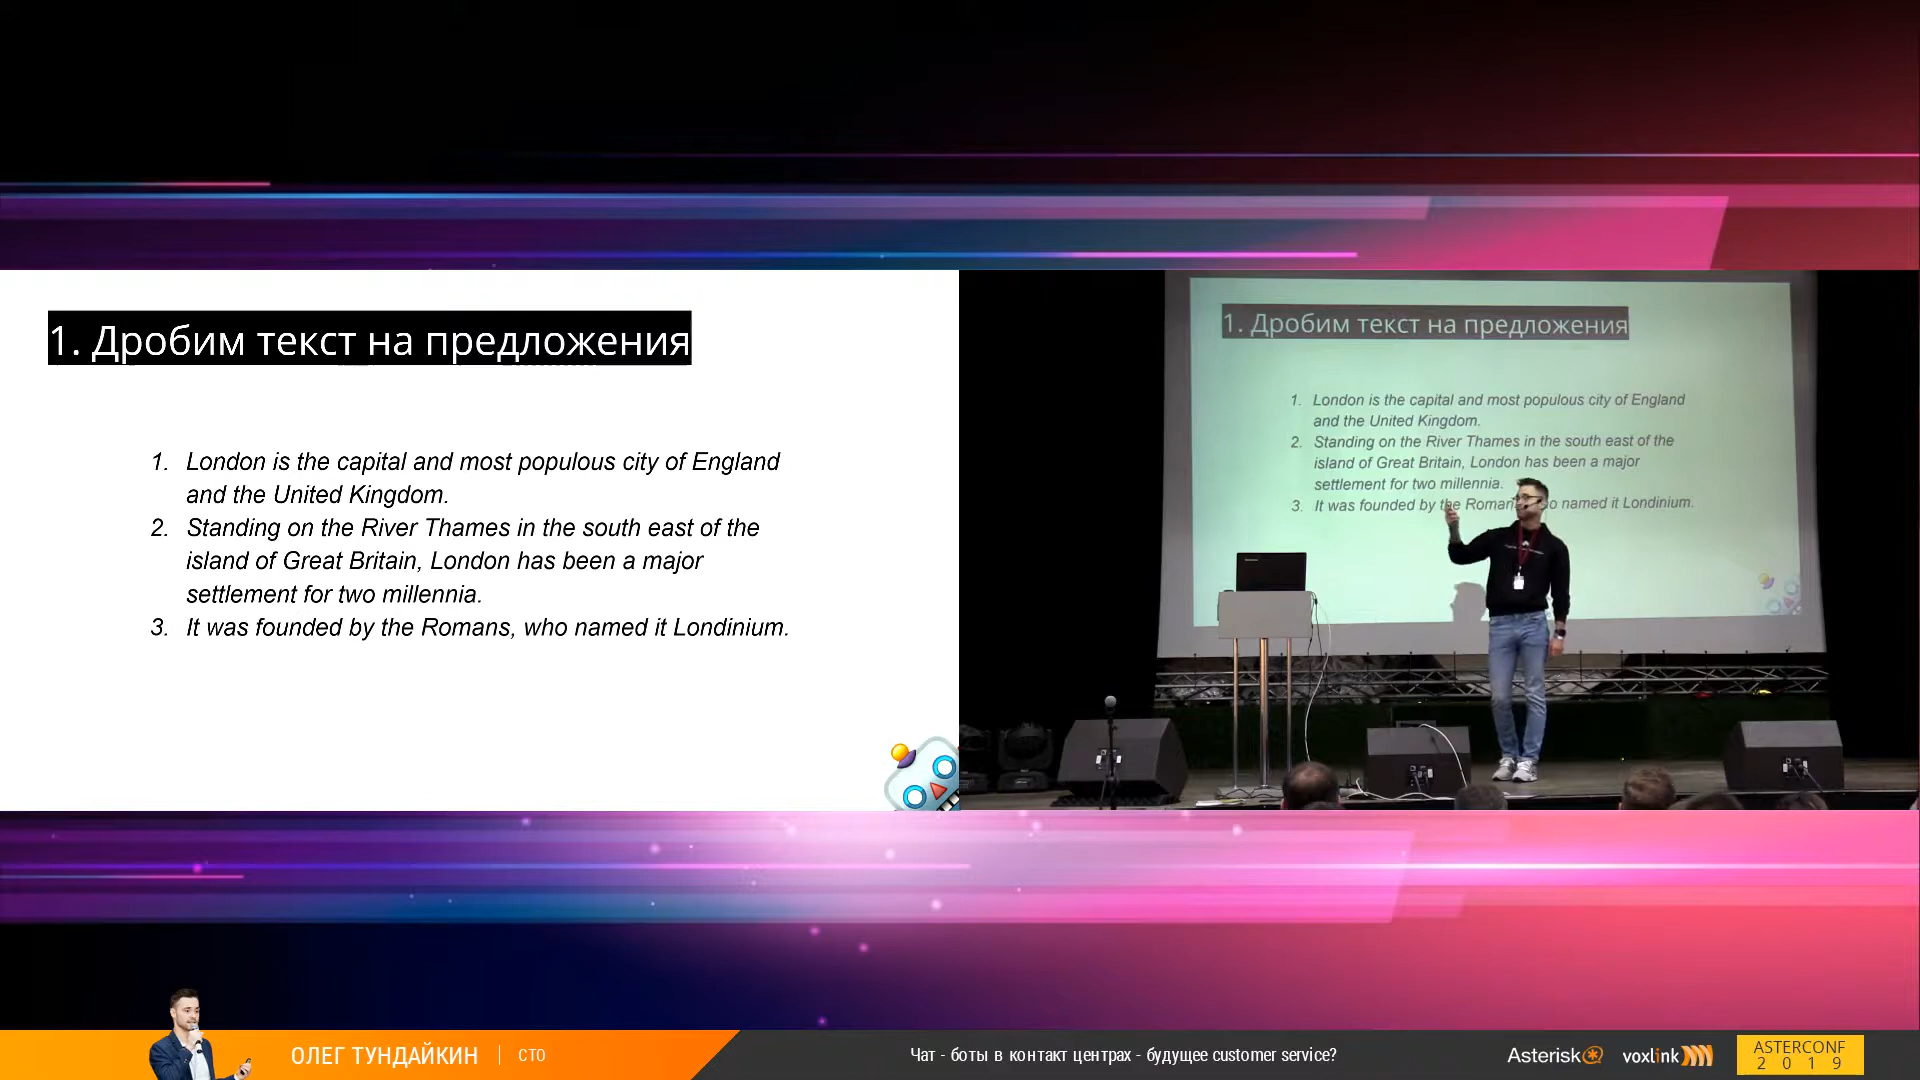 1. Дробим текст на предложения
1. London is the capital and most populous city of England
and the United Kingdom.
2. Standing on the River Thames in the south east of the
island of Great Britain, London has been a major
settlement for two millennia.
3. It was founded by the Romans, who named it Londinium.
1. Дробим текст на предложения
1. London is the capital and most populous city of England
and the United Kingdom.
2. Standing on the River Thames in the south east of the
island of Great Britain, London has been a major
settlement for two millennia.
3. It was founded by the Roman o named it Londinium.
ОЛЕГ ТУНДАЙКИН | CTO
Чат - боты в контакт центрах - будущее customer service?
Asterisk
voxlink
ASTERCONF
2019